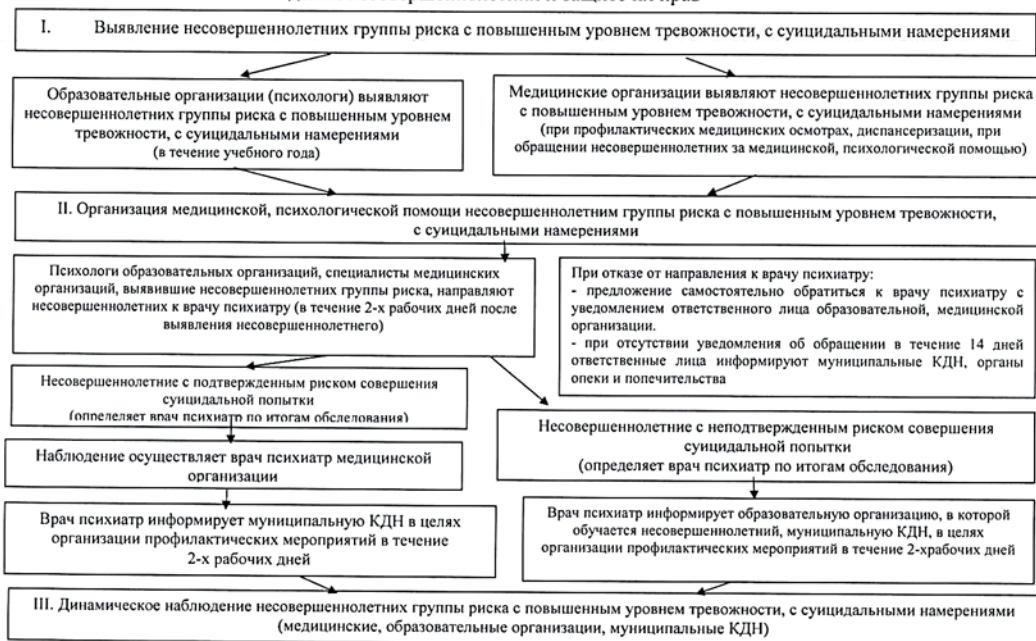 I. Выявление несовершеннолетних группы риска с повышенным уровнем тревожности, с суицидальными намерениями
Образовательные организации (психологи) выявляют
несовершеннолетних группы риска с повышенным уровнем
тревожности, с суицидальными намерениями
(в течение учебного года)
Медицинские организации выявляют несовершеннолетних группы риска
с повышенным уровнем тревожности, с суицидальными намерениями
(при профилактических медицинских осмотрах, диспансеризации, при
обращении несовершеннолетних за медицинской, психологической помощью)
II. Организация медицинской, психологической помощи несовершеннолетним группы риска с повышенным уровнем тревожности,
с суицидальными намерениями
Психологи образовательных организаций, специалисты медицинских
организаций, выявившие несовершеннолетних группы риска, направляют
несовершеннолетних к врачу психиатру (в течение 2-х рабочих дней после
выявления несовершеннолетнего)
При отказе от направления к врачу психиатру:
- предложение самостоятельно обратиться к врачу психиатру с
уведомлением ответственного лица образовательной, медицинской
организации.
- при отсутствии уведомления об обращении в течение 14 дней
ответственные лица информируют муниципальные КДН, органы
опеки и попечительства
Несовершеннолетние с подтвержденным риском совершения
суицидальной попытки
(определяет врач психиатр по итогам обследования)
Несовершеннолетние с неподтвержденным риском совершения
суицидальной попытки
(определяет врач психиатр по итогам обследования)
Наблюдение осуществляет врач психиатр медицинской
организации
Врач психиатр информирует муниципальную КДН в целях
организации профилактических мероприятий в течение
2-х рабочих дней
Врач психиатр информирует образовательную организацию, в которой
обучается несовершеннолетний, муниципальную КДН, в целях
организации профилактических мероприятий в течение 2-храбочих дней
III. Динамическое наблюдение несовершеннолетних группы риска с повышенным уровнем тревожности, с суицидальными намерениями
(медицинские, образовательные организации, муниципальные КДН)